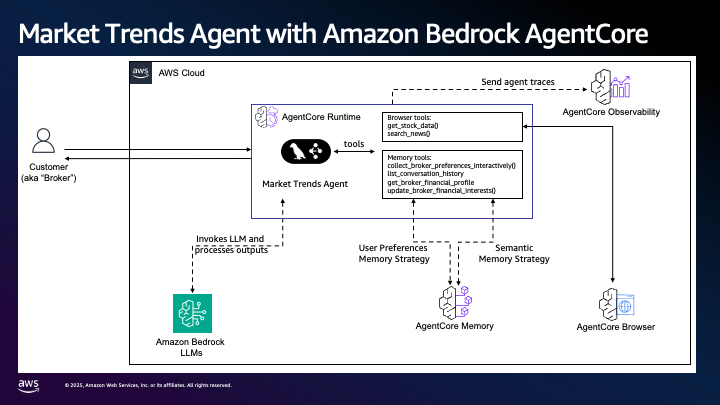 Market Trends Agent with Amazon Bedrock AgentCore
aws
AWS Cloud
Send agent traces
AgentCore Observability
AgentCore Runtime
Browser tools:
get_stock_data()
search_news()
tools
Memory tools:
collect_broker_preferences_interactively()
list_conversation_history
get_broker_financial_profile
update_broker_financial_interests()
Market Trends Agent
Customer
(aka “Broker”)
Invokes LLM and
processes outputs
User Preferences
Memory Strategy
Semantic
Memory Strategy
Amazon Bedrock
LLMs
AgentCore Memory
AgentCore Browser
aws
© 2025, Amazon Web Services, Inc. or its affiliates. All rights reserved.